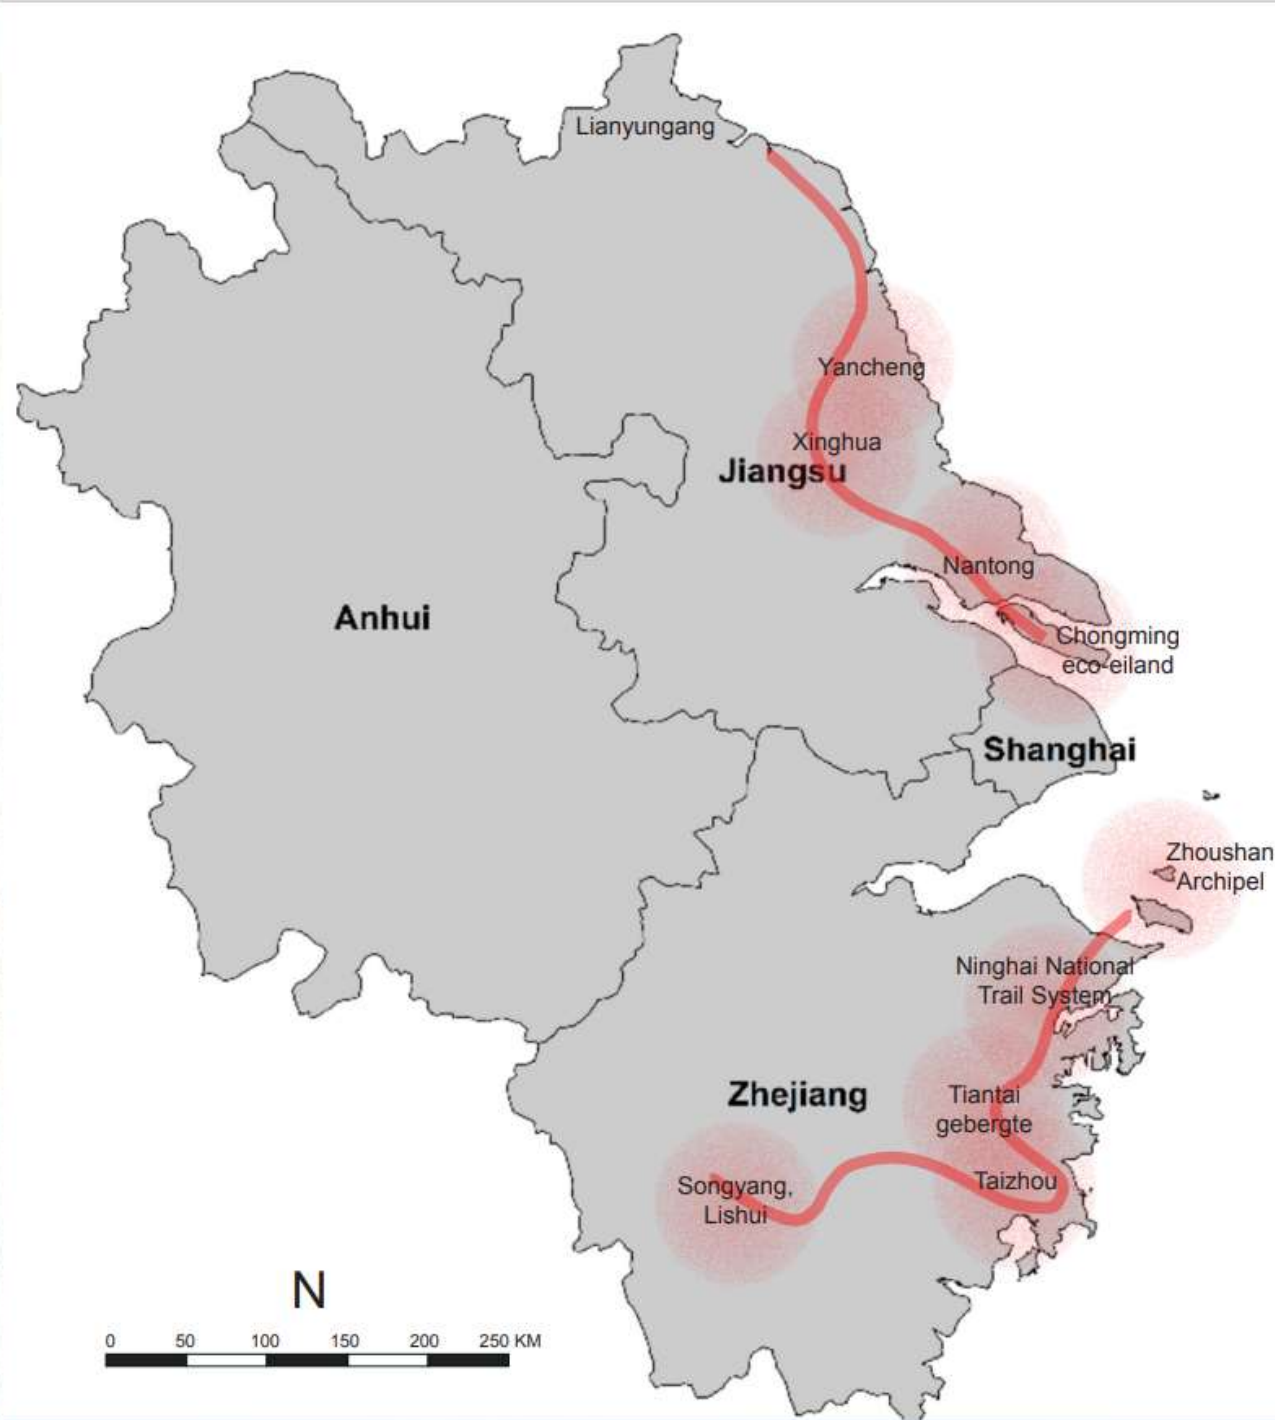 Lianyungang
Yancheng
Xinghua
Jiangsu
Nantong
Anhui
Chongming
eco-eiland
Shanghai
Zhoushan
Archipel
Ninghai National
Trail System
Zhejiang
Tiantai
gebergte
Taizhou
Songyang,
Lishui
N
0 50 100 150 200 250 KM